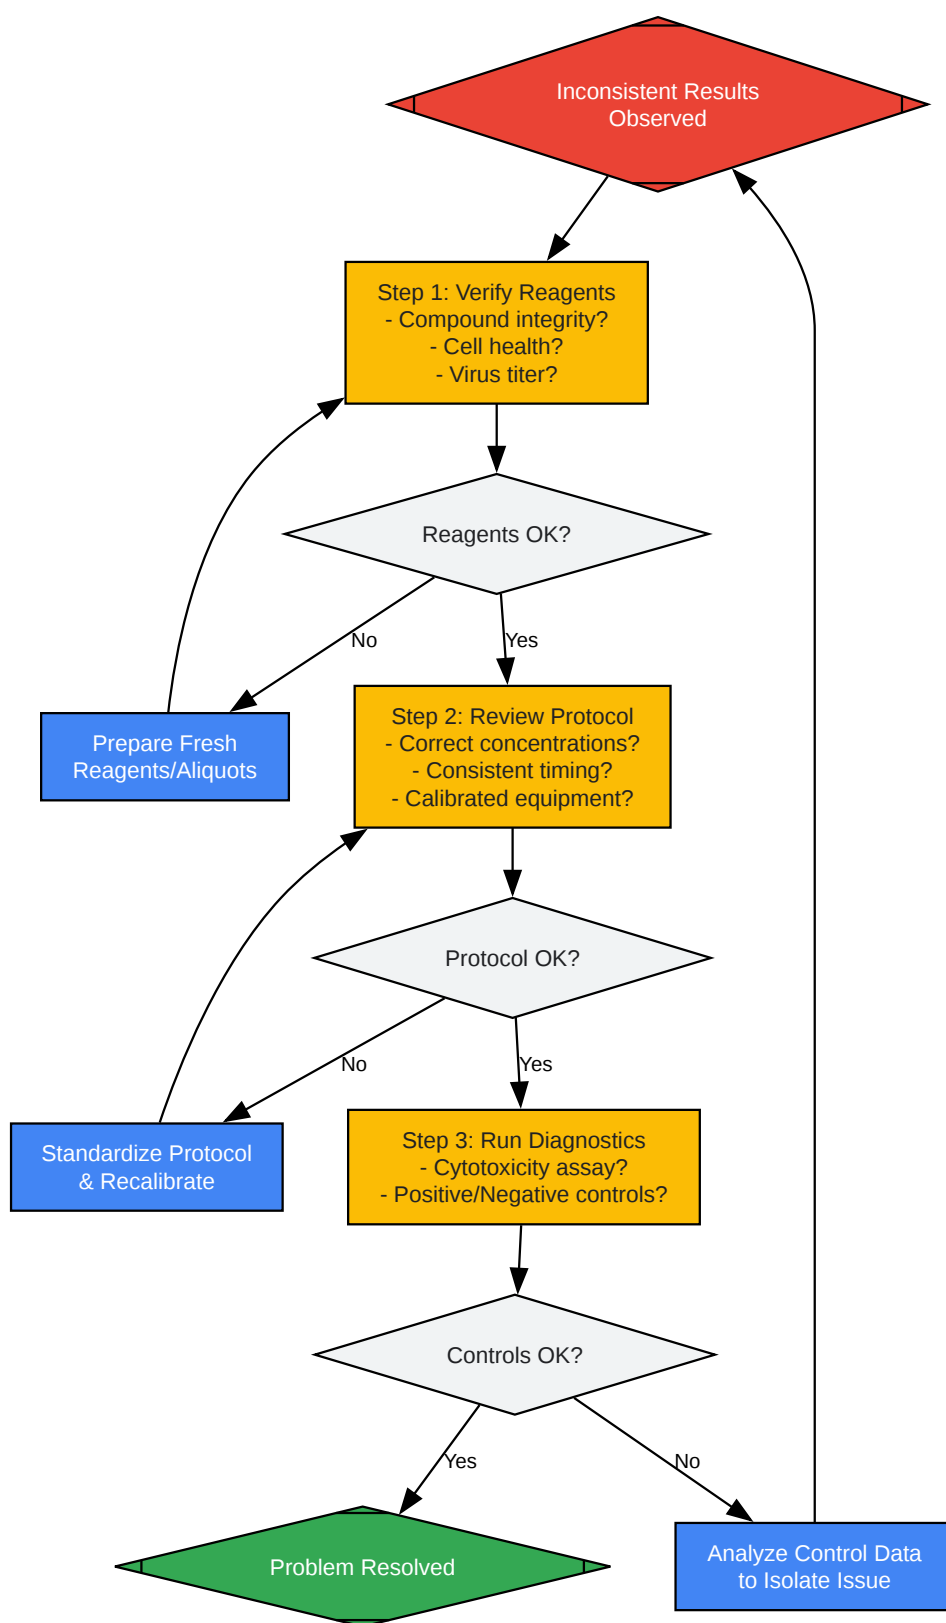 Inconsistent Results
Observed
Step 1: Verify Reagents
- Compound integrity?
- Cell health?
- Virus titer?
Reagents OK?
No
Yes
Prepare Fresh
Reagents/Aliquots
Step 2: Review Protocol
- Correct concentrations?
- Consistent timing?
- Calibrated equipment?
Protocol OK?
No
Yes
Standardize Protocol
& Recalibrate
Step 3: Run Diagnostics
- Cytotoxicity assay?
- Positive/Negative controls?
Controls OK?
Yes
No
Problem Resolved
Analyze Control Data
to Isolate Issue